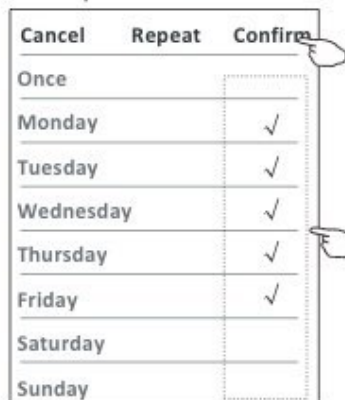 Cancel Repeat Confirm
Once
Monday √
Tuesday √
Wednesday √
Thursday √
Friday √
Saturday
Sunday